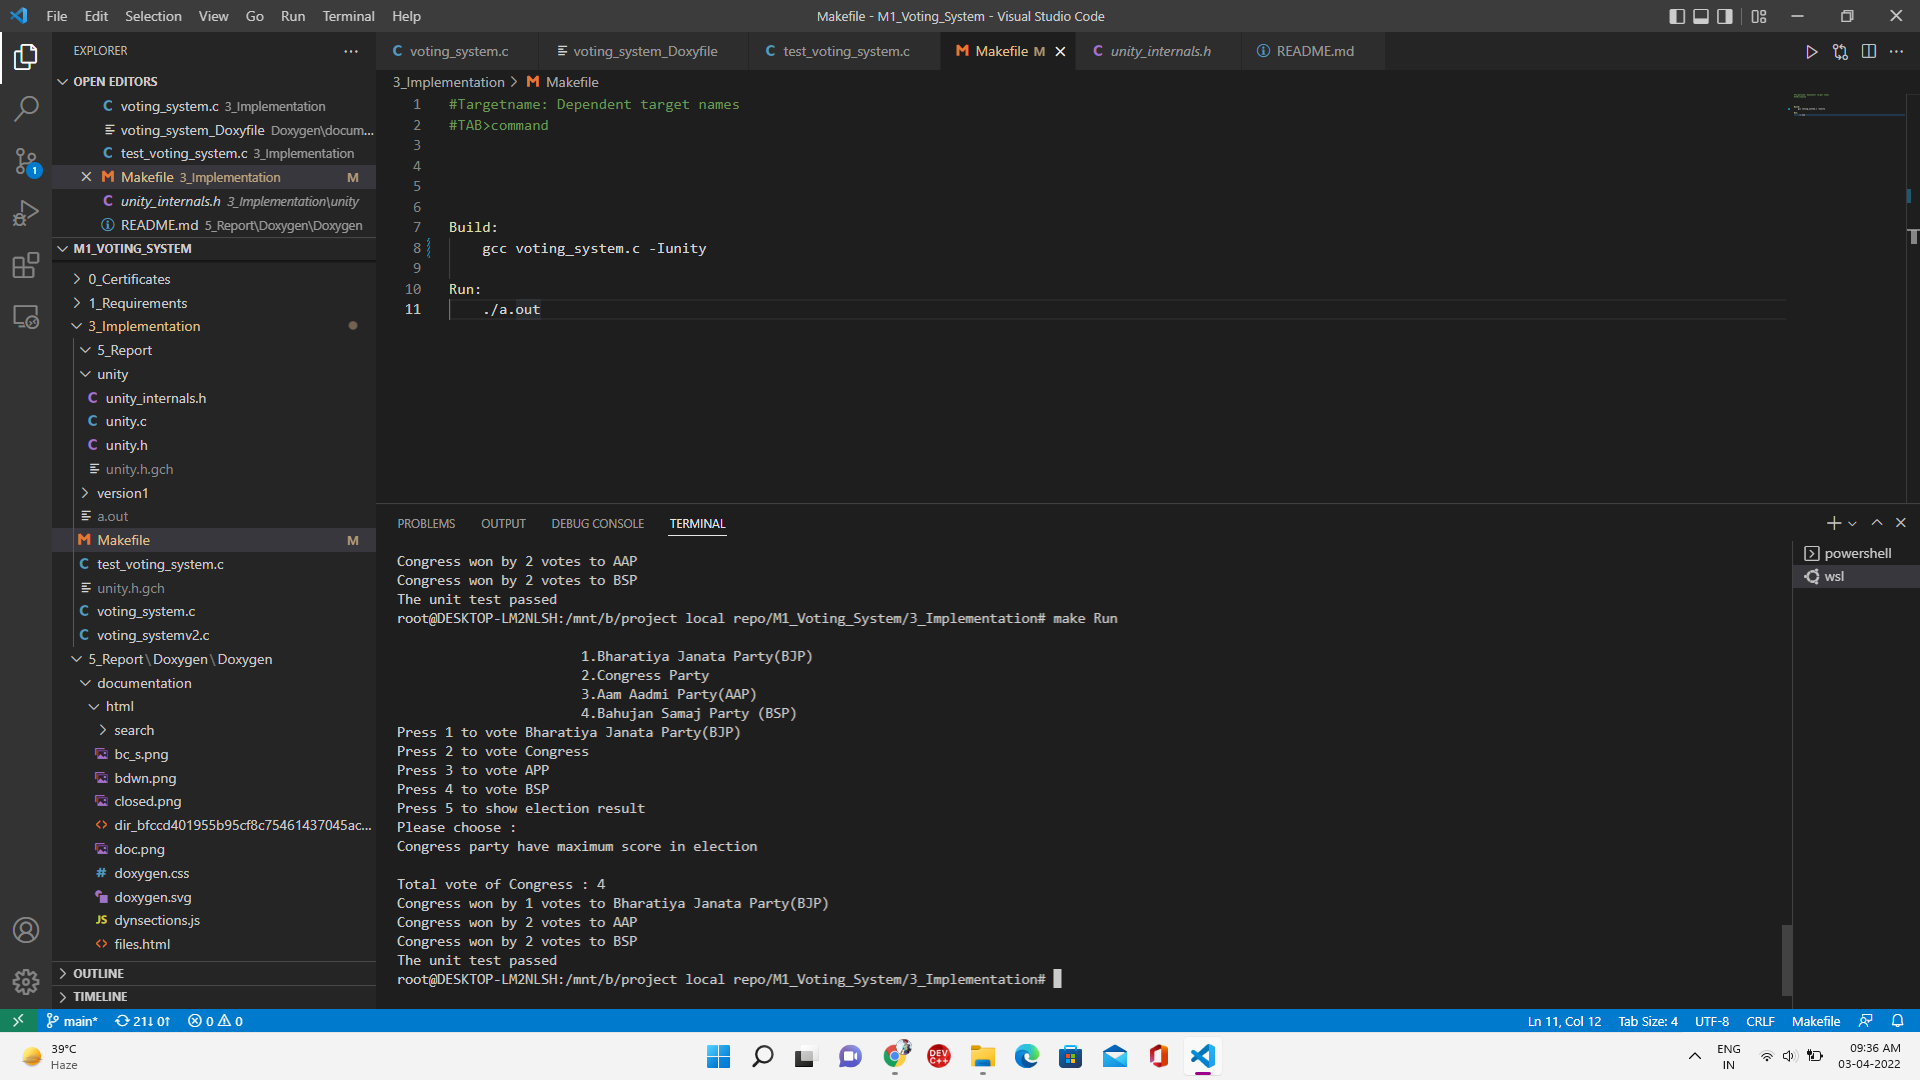 File Edit Selection View Go Run Terminal Help
Makefile - M1_Voting_System - Visual Studio Code
EXPLORER
OPEN EDITORS
voting_system.c 3_Implementation
voting_system_Doxyfile Doxygen\docum...
test_voting_system.c 3_Implementation
Makefile 3_Implementation M
unity_internals.h 3_Implementation\unity
README.md 5_Report\Doxygen\Doxygen
M1_VOTING_SYSTEM
0_Certificates
1_Requirements
3_Implementation
5_Report
unity
unity_internals.h
unity.c
unity.h
unity.h.gch
version1
a.out
Makefile M
test_voting_system.c
unity.h.gch
voting_system.c
voting_systemv2.c
5_Report\Doxygen\Doxygen
documentation
html
search
bc_s.png
bdwn.png
closed.png
dir_bfccd401955b95cf8c75461437045ac...
doc.png
doxygen.css
doxygen.svg
dynsections.js
files.html
OUTLINE
TIMELINE
voting_system.c voting_system_Doxyfile test_voting_system.c Makefile M unity_internals.h README.md
3_Implementation > Makefile
1 #Targetname: Dependent target names
2 #TAB>command
3
4
5
6
7 Build:
8 gcc voting_system.c -Iunity
9
10 Run:
11 ./a.out
PROBLEMS OUTPUT DEBUG CONSOLE TERMINAL
Congress won by 2 votes to AAP
Congress won by 2 votes to BSP
The unit test passed
root@DESKTOP-LM2NLSH:/mnt/b/project local repo/M1_Voting_System/3_Implementation# make Run
1.Bharatiya Janata Party(BJP)
2.Congress Party
3.Aam Aadmi Party(AAP)
4.Bahujan Samaj Party (BSP)
Press 1 to vote Bharatiya Janata Party(BJP)
Press 2 to vote Congress
Press 3 to vote APP
Press 4 to vote BSP
Press 5 to show election result
Please choose :
Congress party have maximum score in election
Total vote of Congress : 4
Congress won by 1 votes to Bharatiya Janata Party(BJP)
Congress won by 2 votes to AAP
Congress won by 2 votes to BSP
The unit test passed
root@DESKTOP-LM2NLSH:/mnt/b/project local repo/M1_Voting_System/3_Implementation#
powershell
wsl
main* 21↓ 0↑ 0 0
Ln 11, Col 12 Tab Size: 4 UTF-8 CRLF Makefile
39°C
Haze
DEV C++
ENG
IN
09:36 AM
03-04-2022